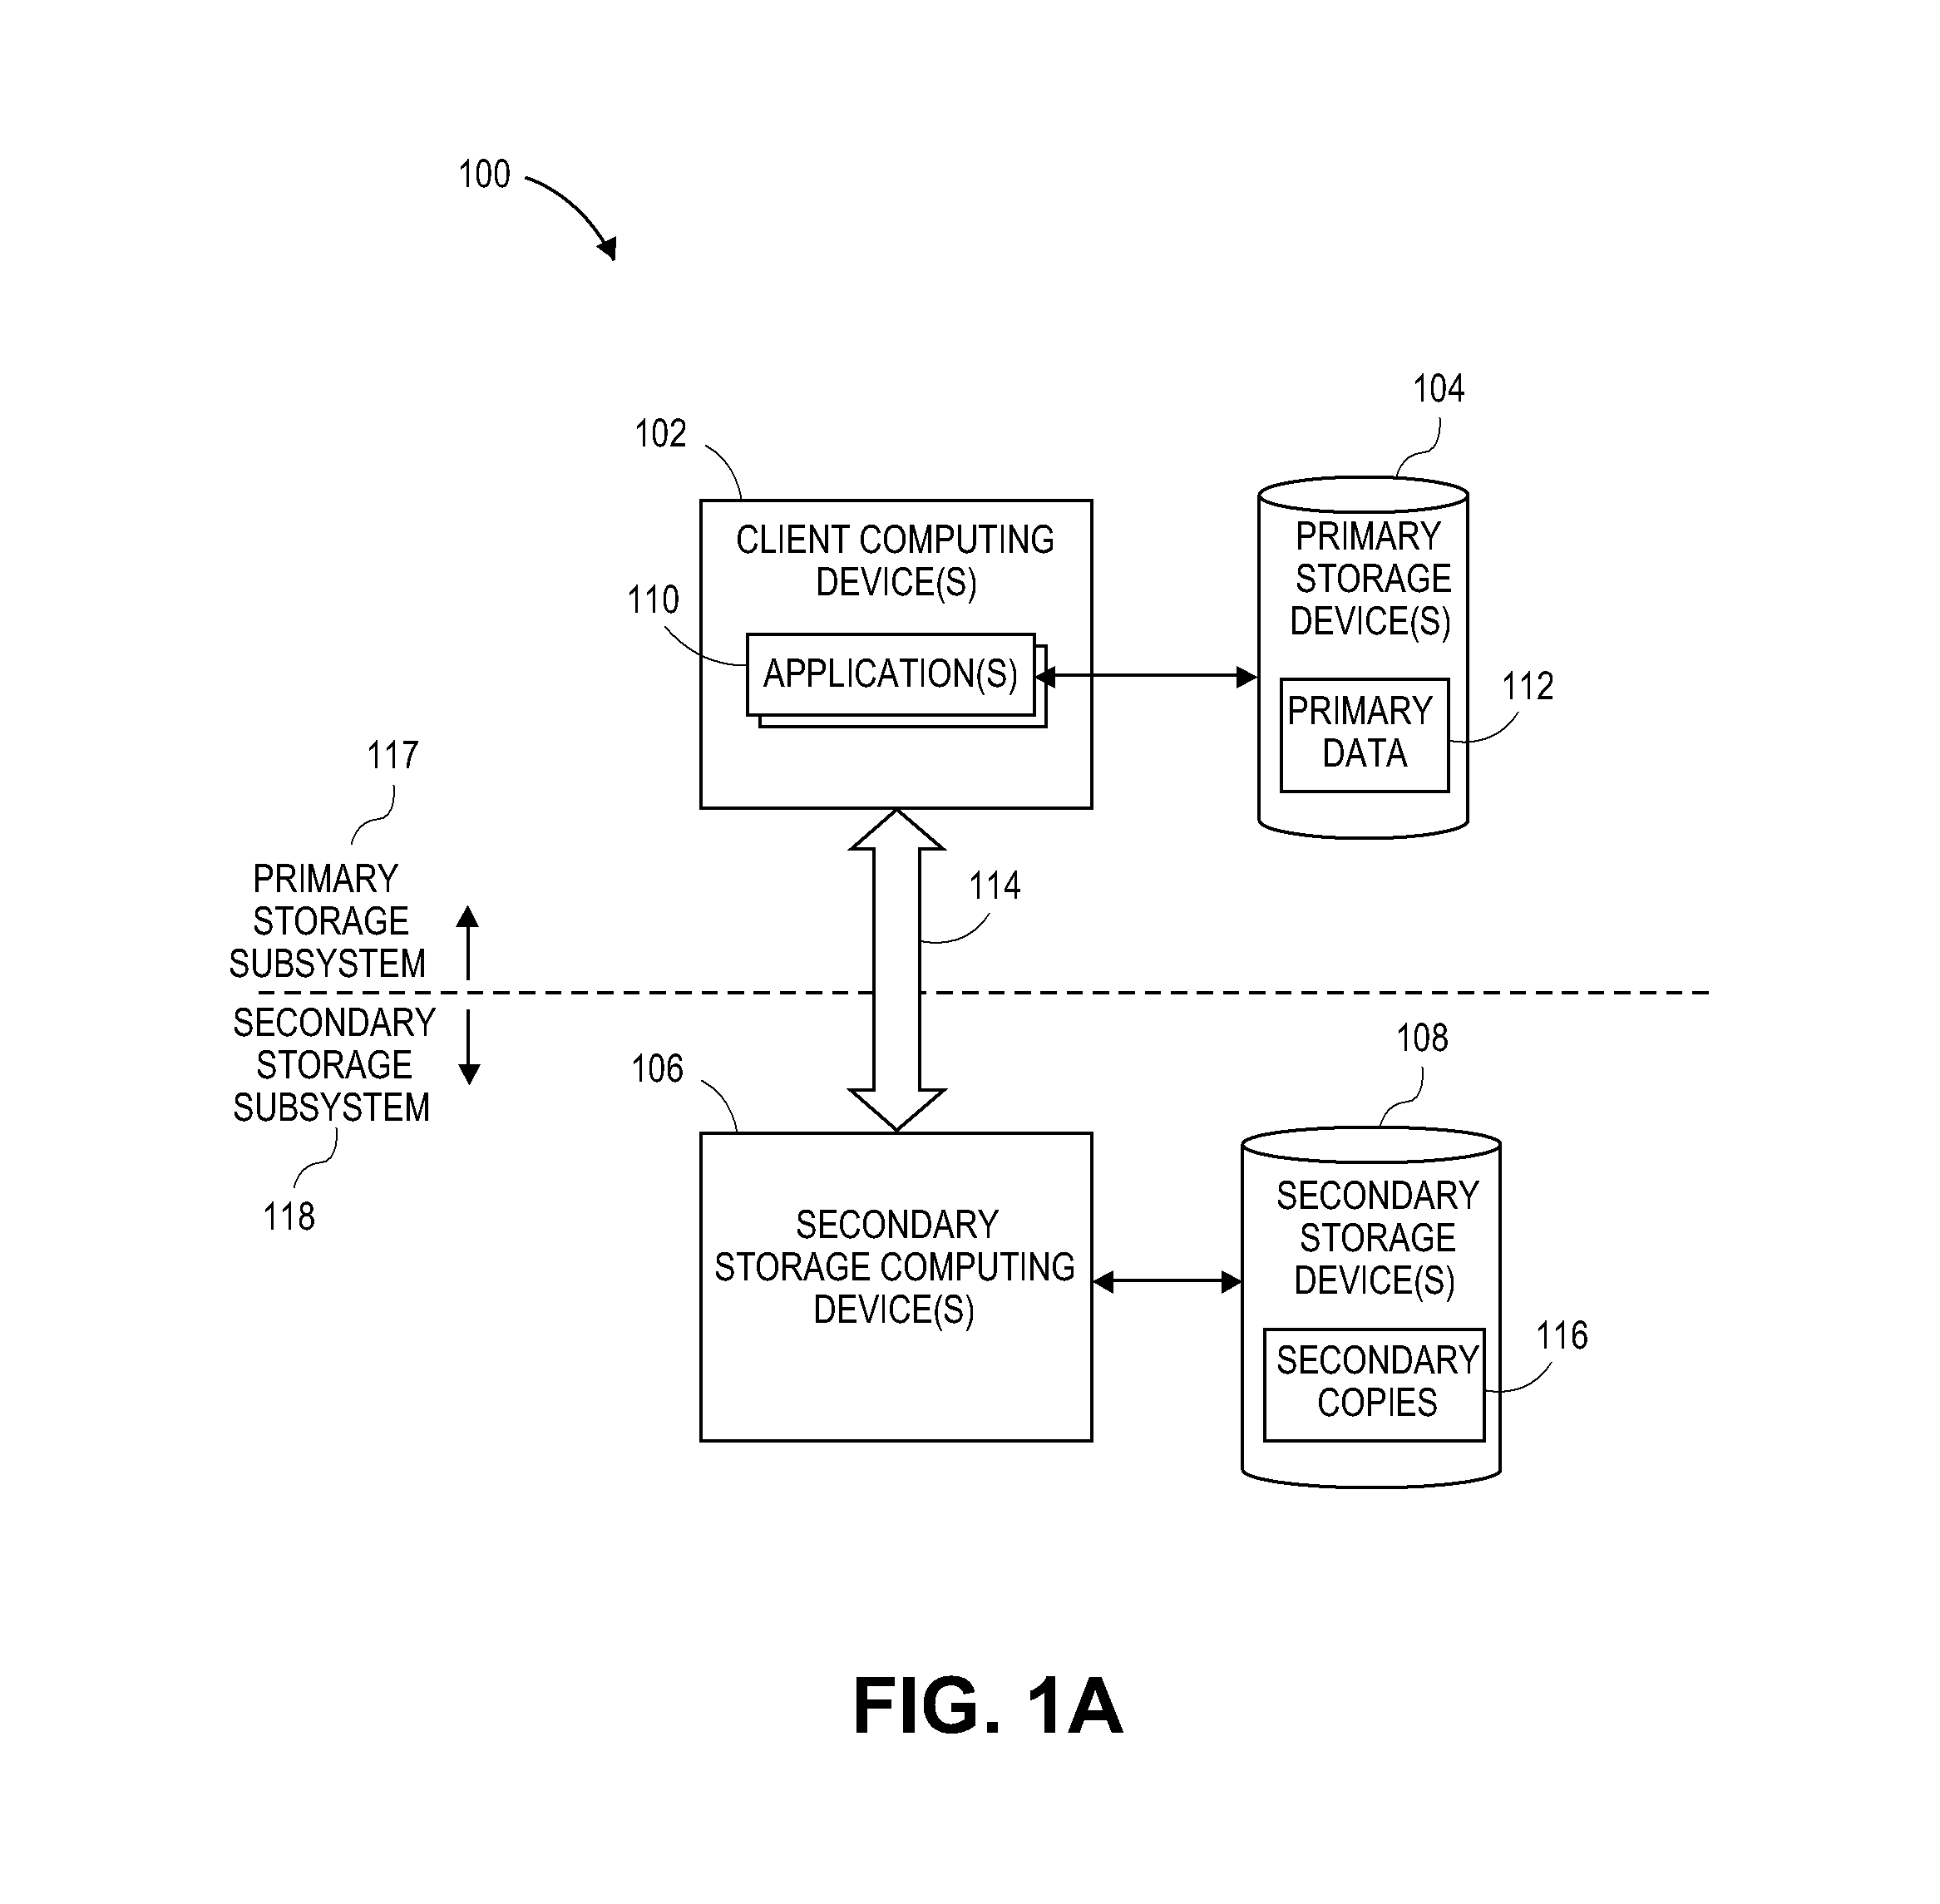 100
104
102
CLIENT COMPUTING
DEVICE(S)
110
APPLICATION(S)
PRIMARY
STORAGE
DEVICE(S)
PRIMARY
DATA
112
117
PRIMARY
STORAGE
SUBSYSTEM
114
SECONDARY
STORAGE
SUBSYSTEM
118
106
108
SECONDARY
STORAGE COMPUTING
DEVICE(S)
SECONDARY
STORAGE
DEVICE(S)
SECONDARY
COPIES
116
FIG. 1A